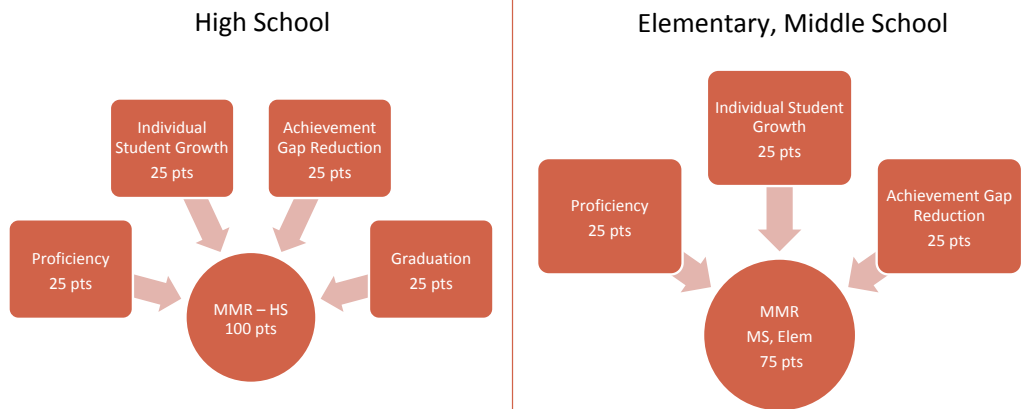 High School
Individual
Student Growth
25 pts
Achievement
Gap Reduction
25 pts
Proficiency
25 pts
Graduation
25 pts
MMR – HS
100 pts
Elementary, Middle School
Individual Student
Growth
25 pts
Proficiency
25 pts
Achievement Gap
Reduction
25 pts
MMR
MS, Elem
75 pts